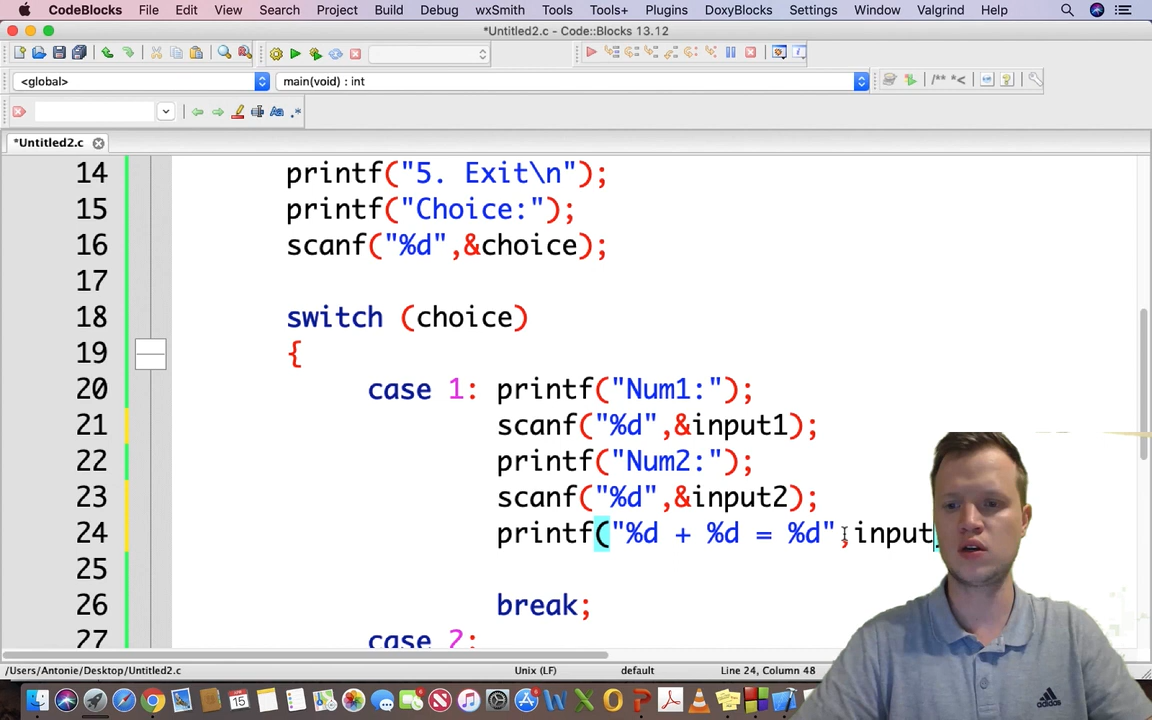 CodeBlocks File Edit View Search Project Build Debug wxSmith Tools Tools+ Plugins DoxyBlocks Settings Window Valgrind Help
*Untitled2.c - Code::Blocks 13.12
<global> main(void) : int /** *<
Aa .*
*Untitled2.c
14 printf("5. Exit\n");
15 printf("Choice:");
16 scanf("%d",&choice);
17
18 switch (choice)
19 {
20 case 1: printf("Num1:");
21 scanf("%d",&input1);
22 printf("Num2:");
23 scanf("%d",&input2);
24 printf("%d + %d = %d",input
25
26 break;
27 case 2:
/Users/Antonie/Desktop/Untitled2.c Unix (LF) default Line 24, Column 48
15
adidas